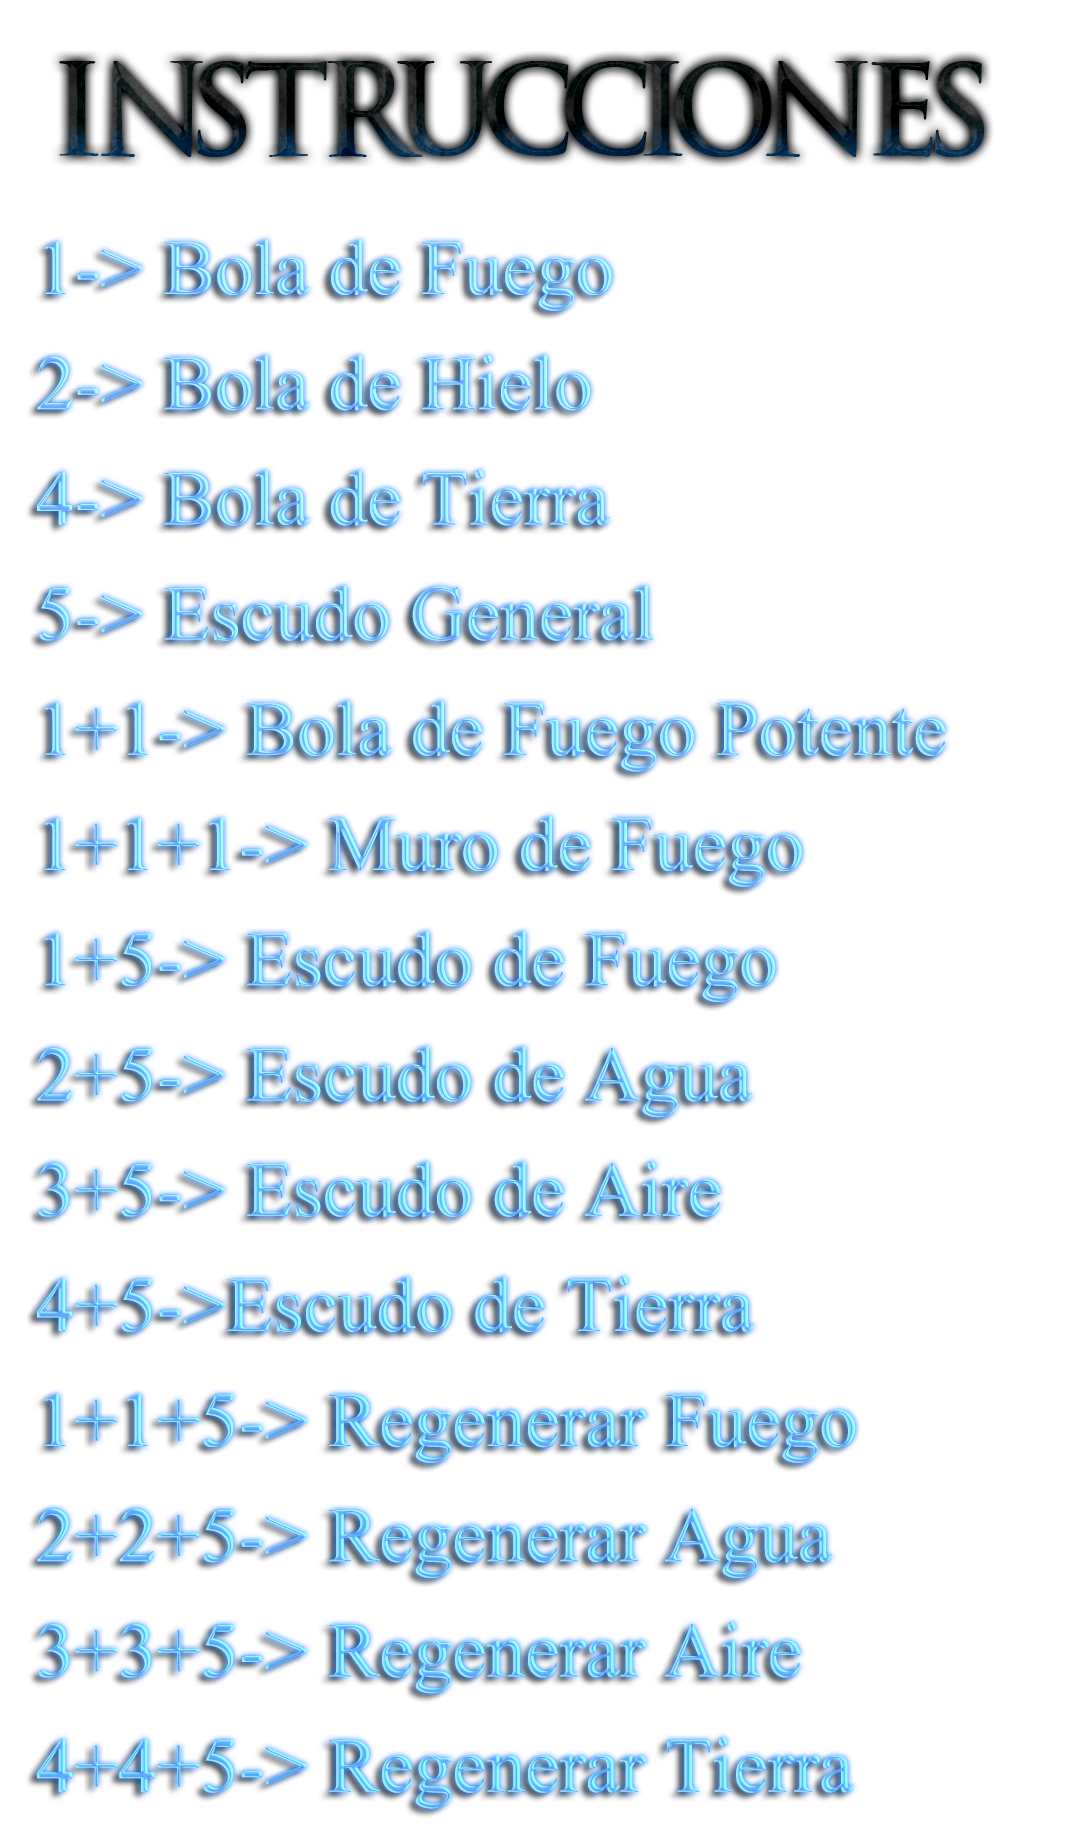 INSTRUCCIONES
1-> Bola de Fuego
2-> Bola de Hielo
4-> Bola de Tierra
5-> Escudo General
1+1-> Bola de Fuego Potente
1+1+1-> Muro de Fuego
1+5-> Escudo de Fuego
2+5-> Escudo de Agua
3+5-> Escudo de Aire
4+5->Escudo de Tierra
1+1+5-> Regenerar Fuego
2+2+5-> Regenerar Agua
3+3+5-> Regenerar Aire
4+4+5-> Regenerar Tierra